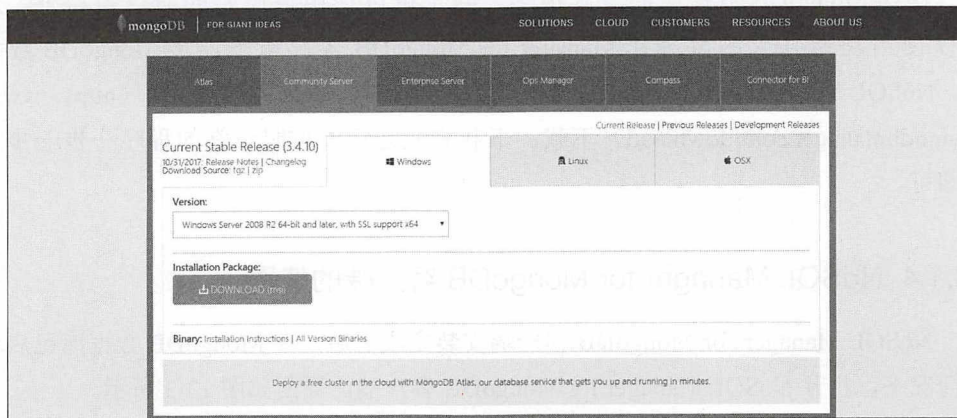 mongoDB FOR GIANT IDEAS SOLUTIONS CLOUD CUSTOMERS RESOURCES ABOUT US
Atlas Community Server Enterprise Server Ops Manager Compass Connector for BI
Current Release | Previous Releases | Development Releases
Current Stable Release (3.4.10)
10/31/2017: Release Notes | Changelog
Download Source: tgz | zip
Windows Linux OSX
Version:
Windows Server 2008 R2 64-bit and later, with SSL support x64
Installation Package:
DOWNLOAD (msi)
Binary: Installation Instructions | All Version Binaries
Deploy a free cluster in the cloud with MongoDB Atlas, our database service that gets you up and running in minutes.